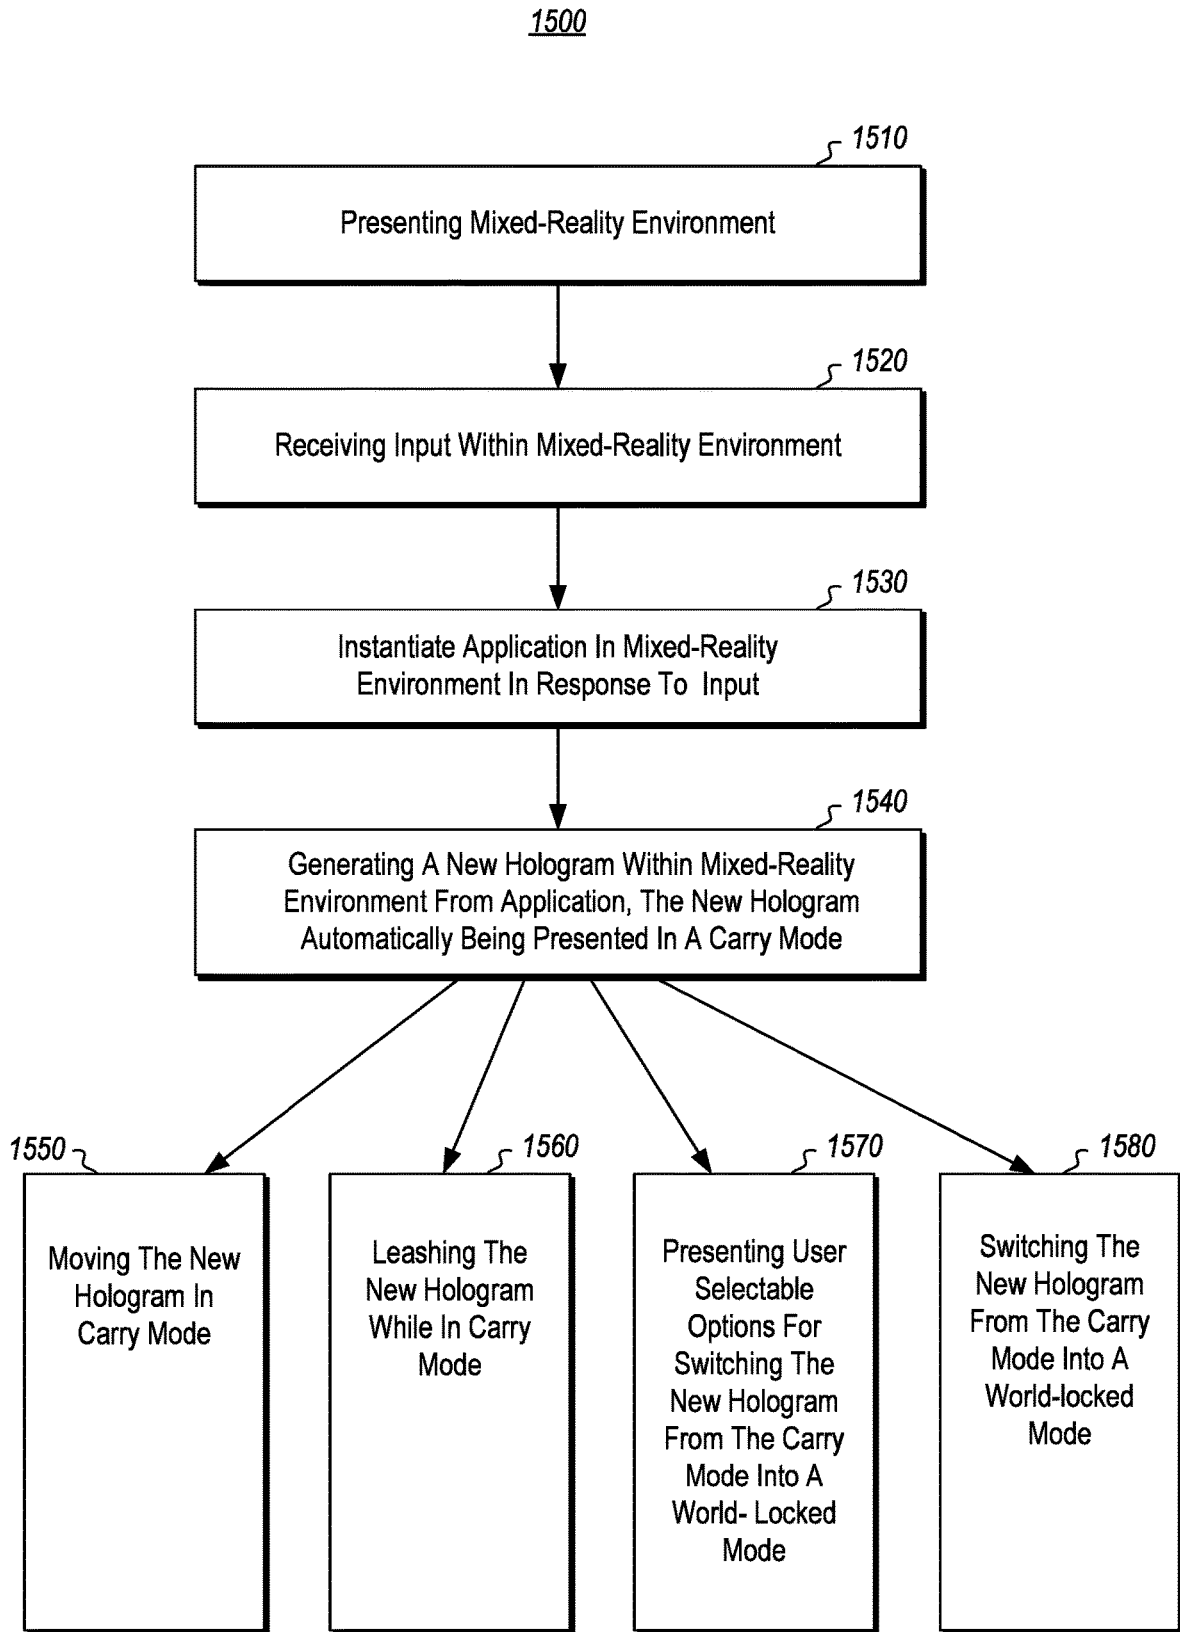 1500
1510
Presenting Mixed-Reality Environment
1520
Receiving Input Within Mixed-Reality Environment
1530
Instantiate Application In Mixed-Reality
Environment In Response To Input
1540
Generating A New Hologram Within Mixed-Reality
Environment From Application, The New Hologram
Automatically Being Presented In A Carry Mode
1550
Moving The New
Hologram In
Carry Mode
1560
Leashing The
New Hologram
While In Carry
Mode
1570
Presenting User
Selectable
Options For
Switching The
New Hologram
From The Carry
Mode Into A
World- Locked
Mode
1580
Switching The
New Hologram
From The Carry
Mode Into A
World-locked
Mode